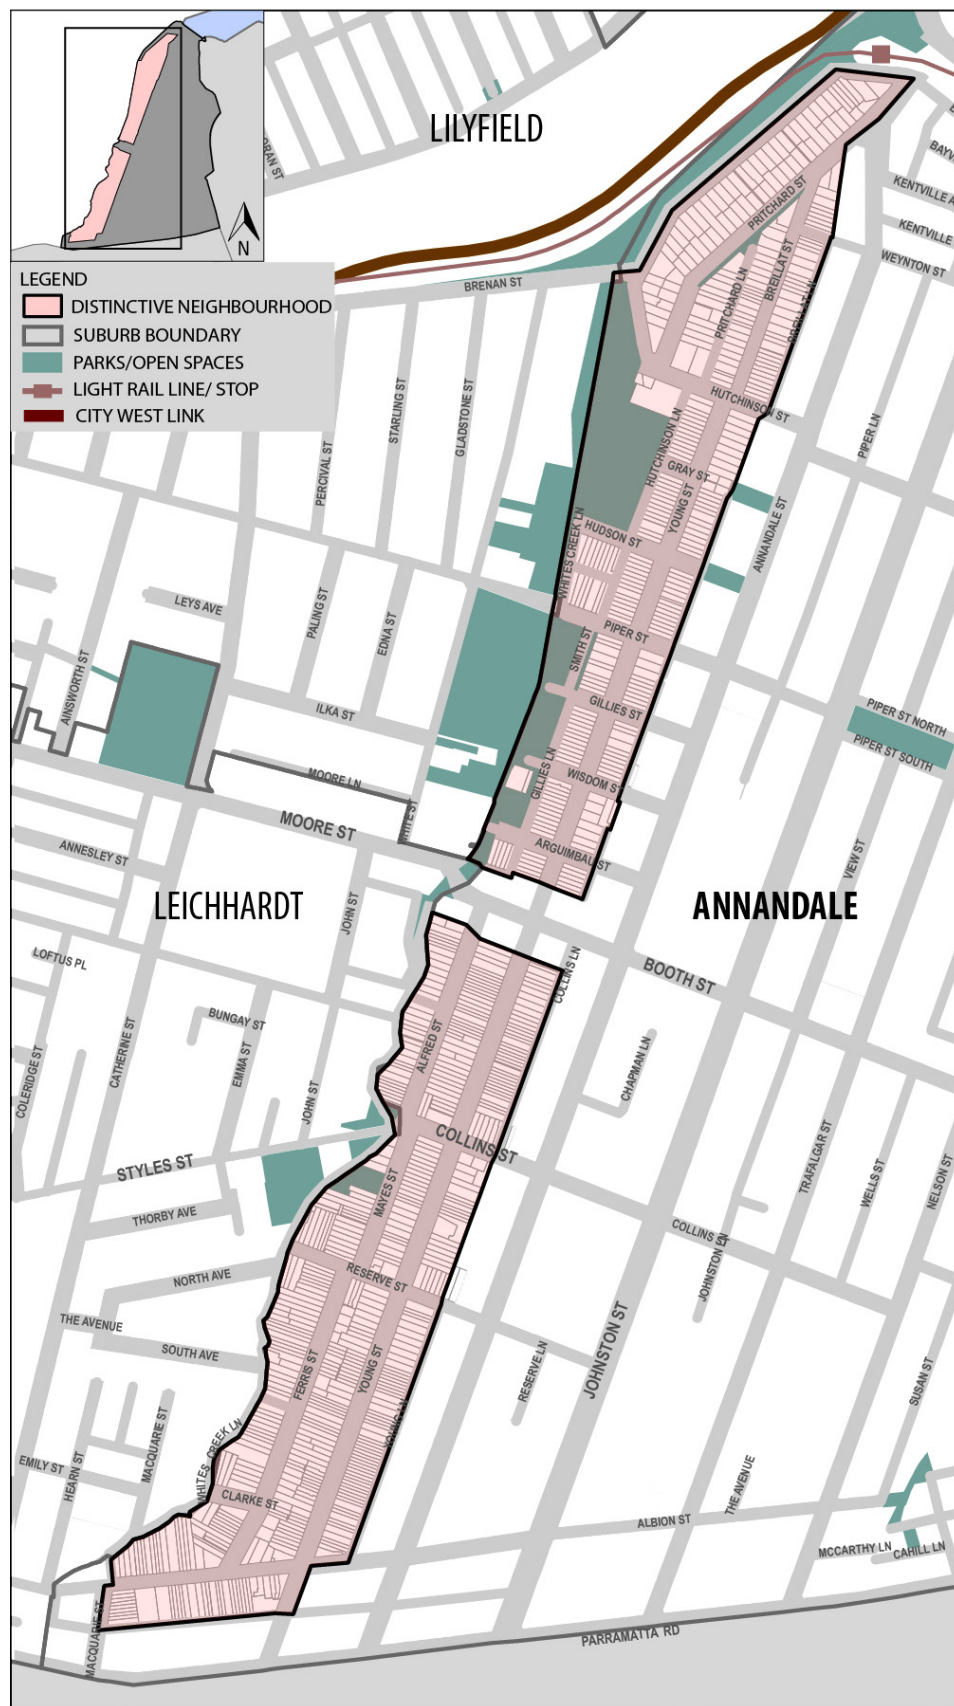 LILYFIELD
N
LEGEND
DISTINCTIVE NEIGHBOURHOOD
SUBURB BOUNDARY
PARKS/OPEN SPACES
LIGHT RAIL LINE/ STOP
CITY WEST LINK
BRENAN ST
PRITCHARD ST
PRITCHARD LN
BREILLAT ST
KENTVILLE A
KENTVILLE
WEYNTON ST
HUTCHINSON ST
HUTCHINSON LN
GRAY ST
YOUNG ST
HUDSON ST
WHITES CREEK LN
PIPER LN
ANNANDALE ST
PERCIVAL ST
STARLING ST
GLADSTONE ST
LEYS AVE
PALING ST
EDNA ST
AINSWORTH ST
ILKA ST
MOORE LN
MOORE ST
PIPER ST
SMITH ST
GILLIES ST
GILLIES LN
WISDOM ST
ARGUIMBAU ST
PIPER ST NORTH
PIPER ST SOUTH
VIEW ST
ANNESLEY ST
LEICHHARDT
ANNANDALE
JOHN ST
LOFTUS PL
BOOTH ST
COLLINS LN
BUNGAY ST
EMMA ST
CATHERINE ST
COLERIDGE ST
JOHN ST
ALFRED ST
CHAPMAN LN
COLLINS ST
STYLES ST
MAYES ST
TRAFALGAR ST
WELLS ST
NELSON ST
THORBY AVE
COLLINS ST
JOHNSTON LN
NORTH AVE
RESERVE ST
THE AVENUE
SOUTH AVE
FERRIS ST
YOUNG ST
RESERVE LN
JOHNSTON ST
SUSAN ST
MACQUARIE ST
WHITES CREEK LN
YOUNG LN
EMILY ST
HEARN ST
CLARKE ST
THE AVENUE
ALBION ST
MCCARTHY LN
CAHILL LN
MACQUARIE ST
PARRAMATTA RD